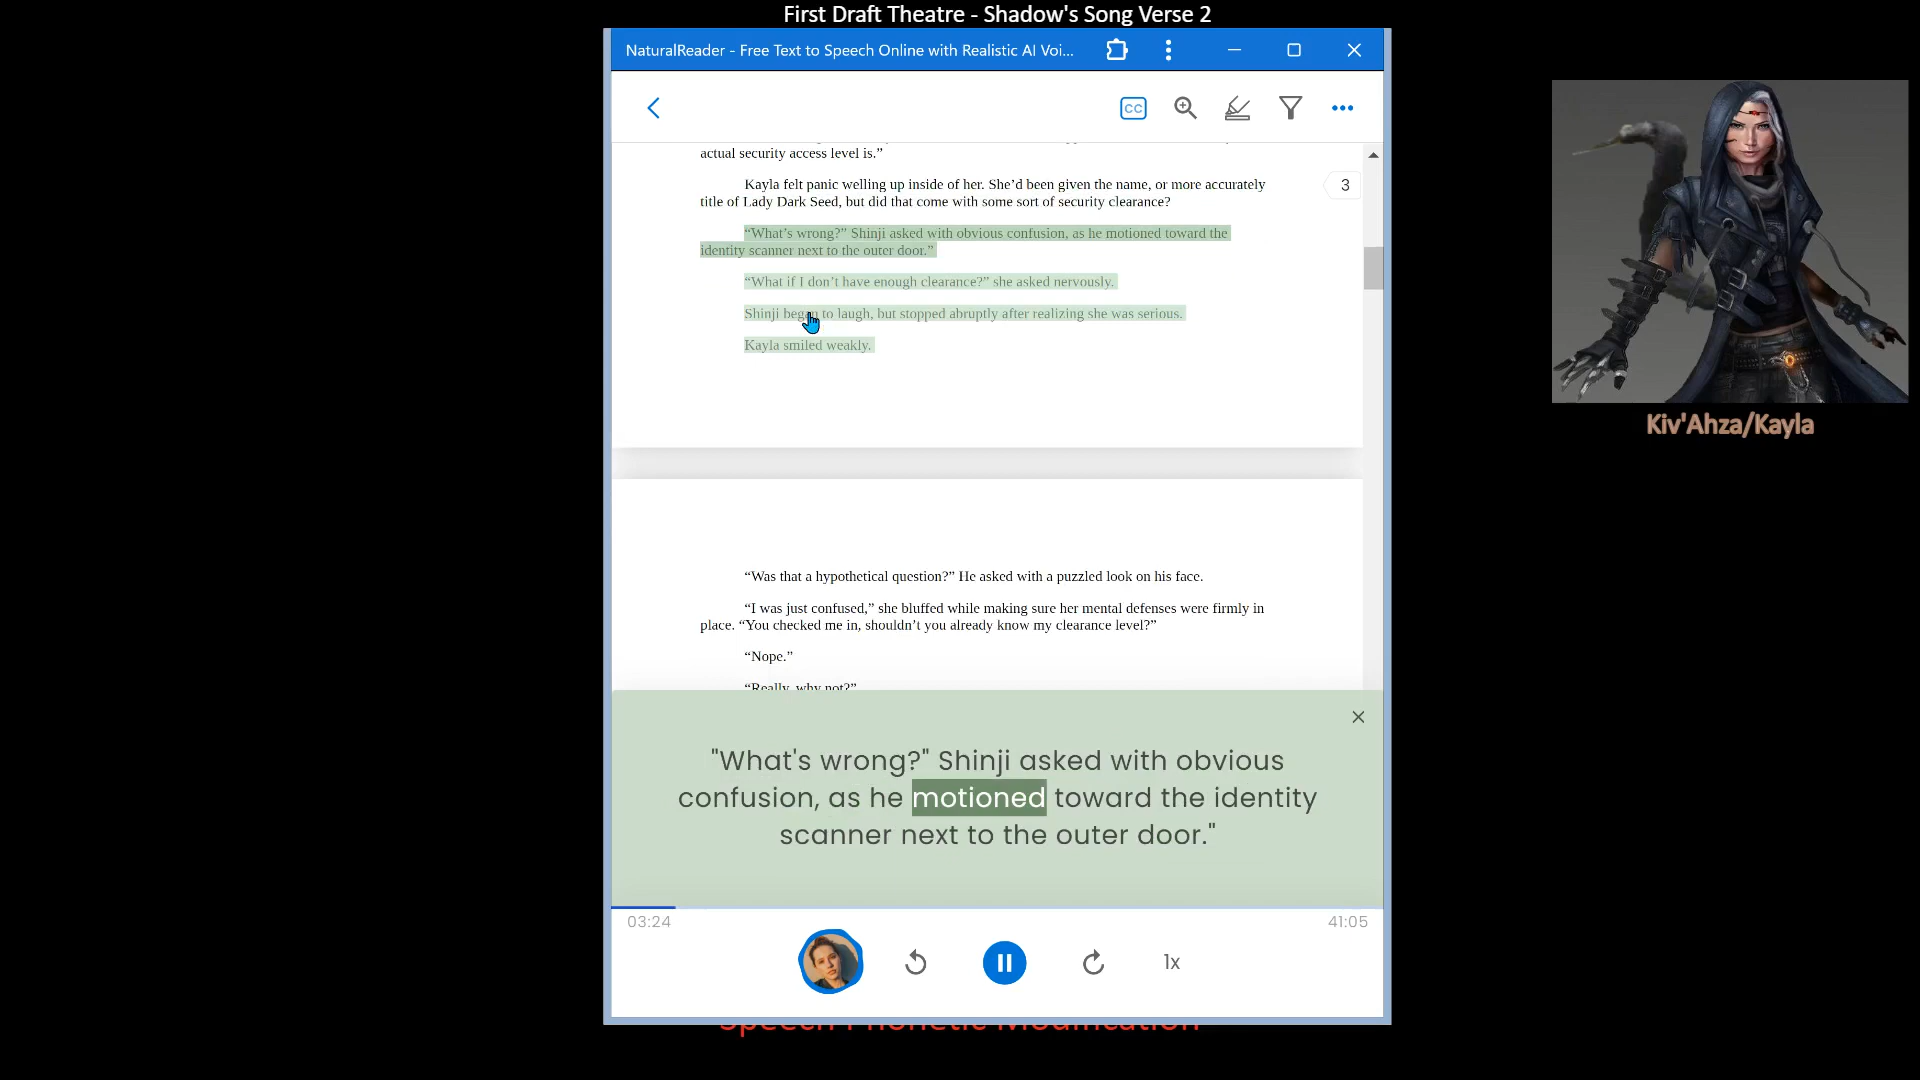 First Draft Theatre - Shadow's Song Verse 2
NaturalReader - Free Text to Speech Online with Realistic AI Voi...
CC
actual security access level is.”
Kayla felt panic welling up inside of her. She’d been given the name, or more accurately
title of Lady Dark Seed, but did that come with some sort of security clearance?
3
“What’s wrong?” Shinji asked with obvious confusion, as he motioned toward the
identity scanner next to the outer door.”
“What if I don’t have enough clearance?” she asked nervously.
Shinji began to laugh, but stopped abruptly after realizing she was serious.
Kayla smiled weakly.
Kiv'Ahza/Kayla
“Was that a hypothetical question?” He asked with a puzzled look on his face.
“I was just confused,” she bluffed while making sure her mental defenses were firmly in
place. “You checked me in, shouldn’t you already know my clearance level?”
“Nope.”
“Really, why not?”
"What's wrong?" Shinji asked with obvious
confusion, as he motioned toward the identity
scanner next to the outer door."
03:24
41:05
1x
Speech Phonetic Modification